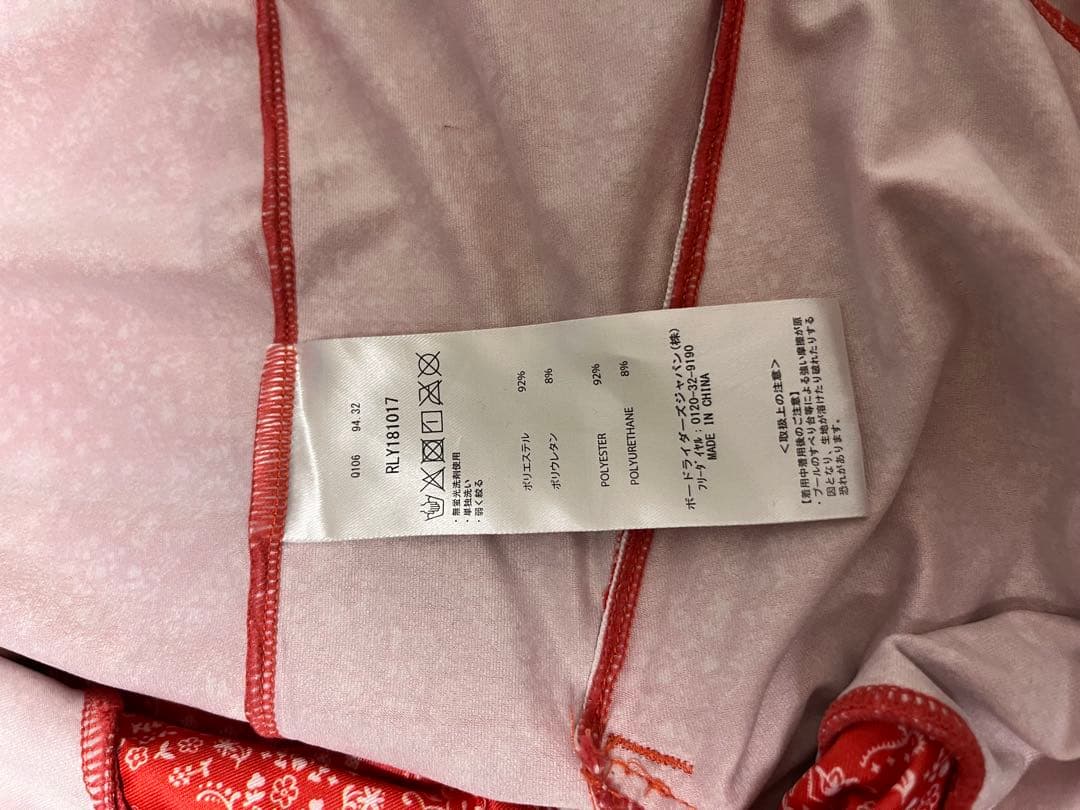 Q106 94.32
RLY181017
・無蛍光洗剤使用
・単独洗い
・弱く絞る
ポリエステル 92%
ポリウレタン 8%
POLYESTER 92%
POLYURETHANE 8%
ボードライダーズジャパン(株)
フリーダイヤル:0120-32-9190
MADE IN CHINA
<取扱上の注意>
【着用中着用後のご注意】
・プールのすべり台等による強い摩擦が原
因となり、生地が溶けたり破れたりする
恐れがあります。